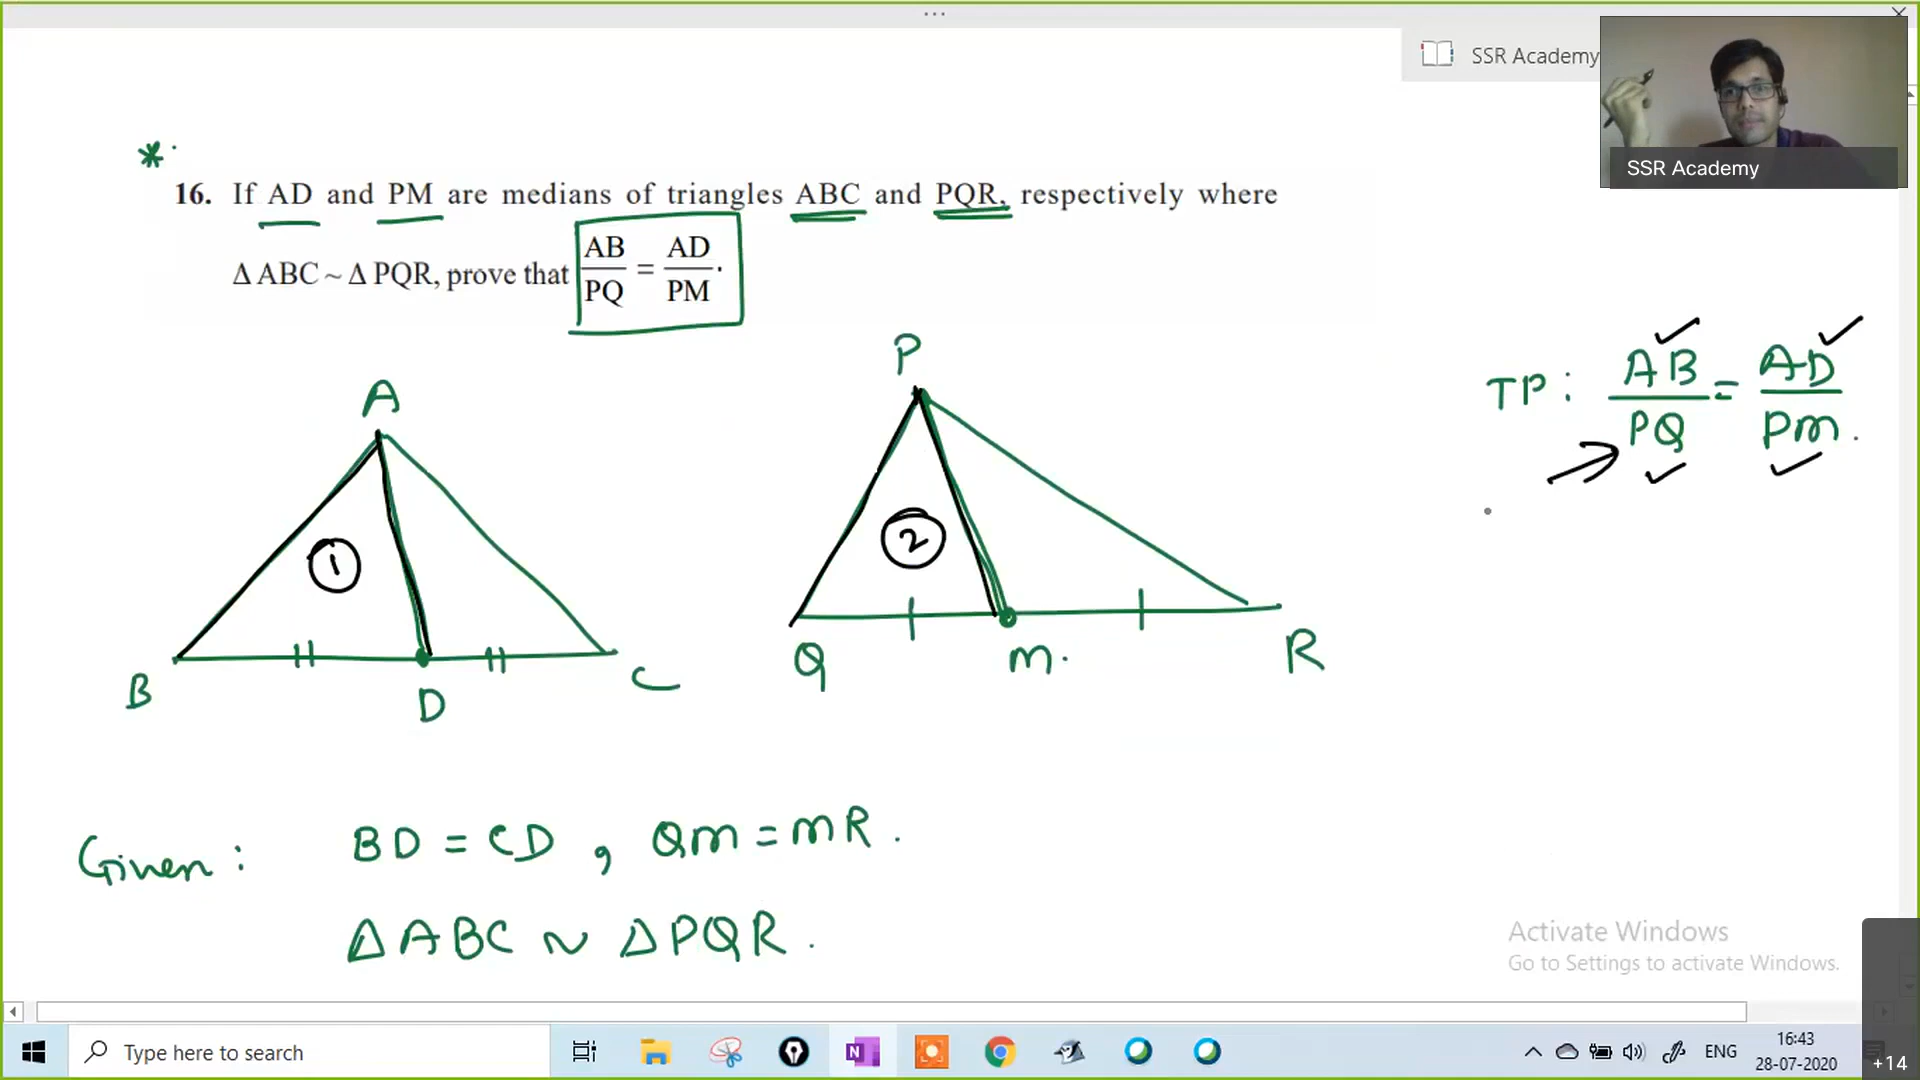 SSR Academy
SSR Academy
*
16. If AD and PM are medians of triangles ABC and PQR, respectively where
Δ ABC ~ Δ PQR, prove that AB/PQ = AD/PM.
TP: AB/PQ = AD/PM.
A
B
D
C
1
P
Q
M.
R
2
Given: BD = CD, QM = MR.
Δ ABC ~ Δ PQR.
Activate Windows
Go to Settings to activate Windows.
Type here to search
N
ENG
16:43
28-07-2020
+14